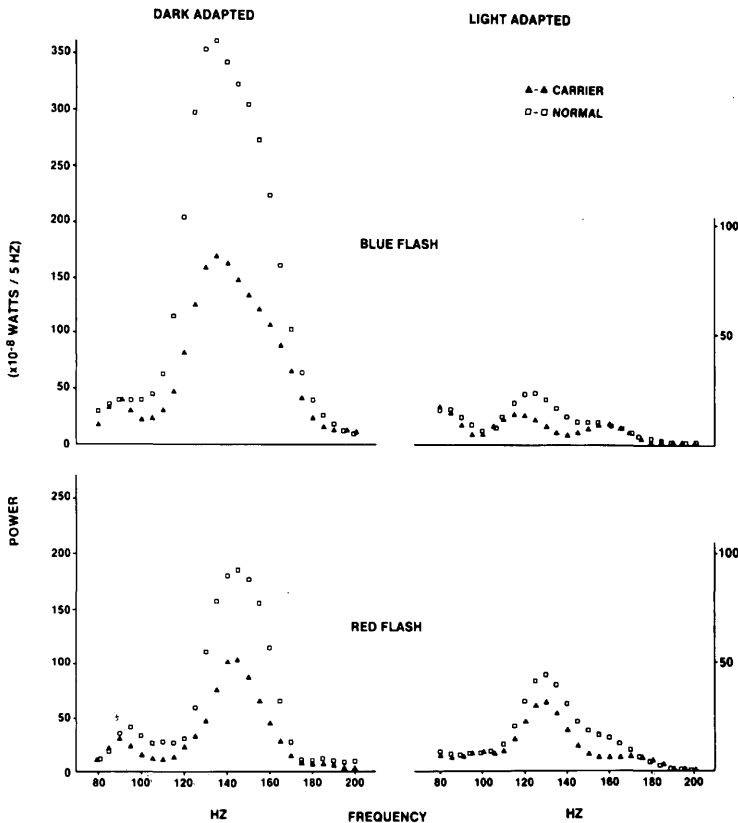 DARK ADAPTED
LIGHT ADAPTED
▲-▲ CARRIER
□-□ NORMAL
350
300
250
200
150
100
50
0
100
50
BLUE FLASH
(x10-8 WATTS / 5 HZ)
POWER
250
200
150
100
50
0
100
50
RED FLASH
80 100 120 140 160 180 200
80 100 120 140 160 180 200
HZ
FREQUENCY
HZ